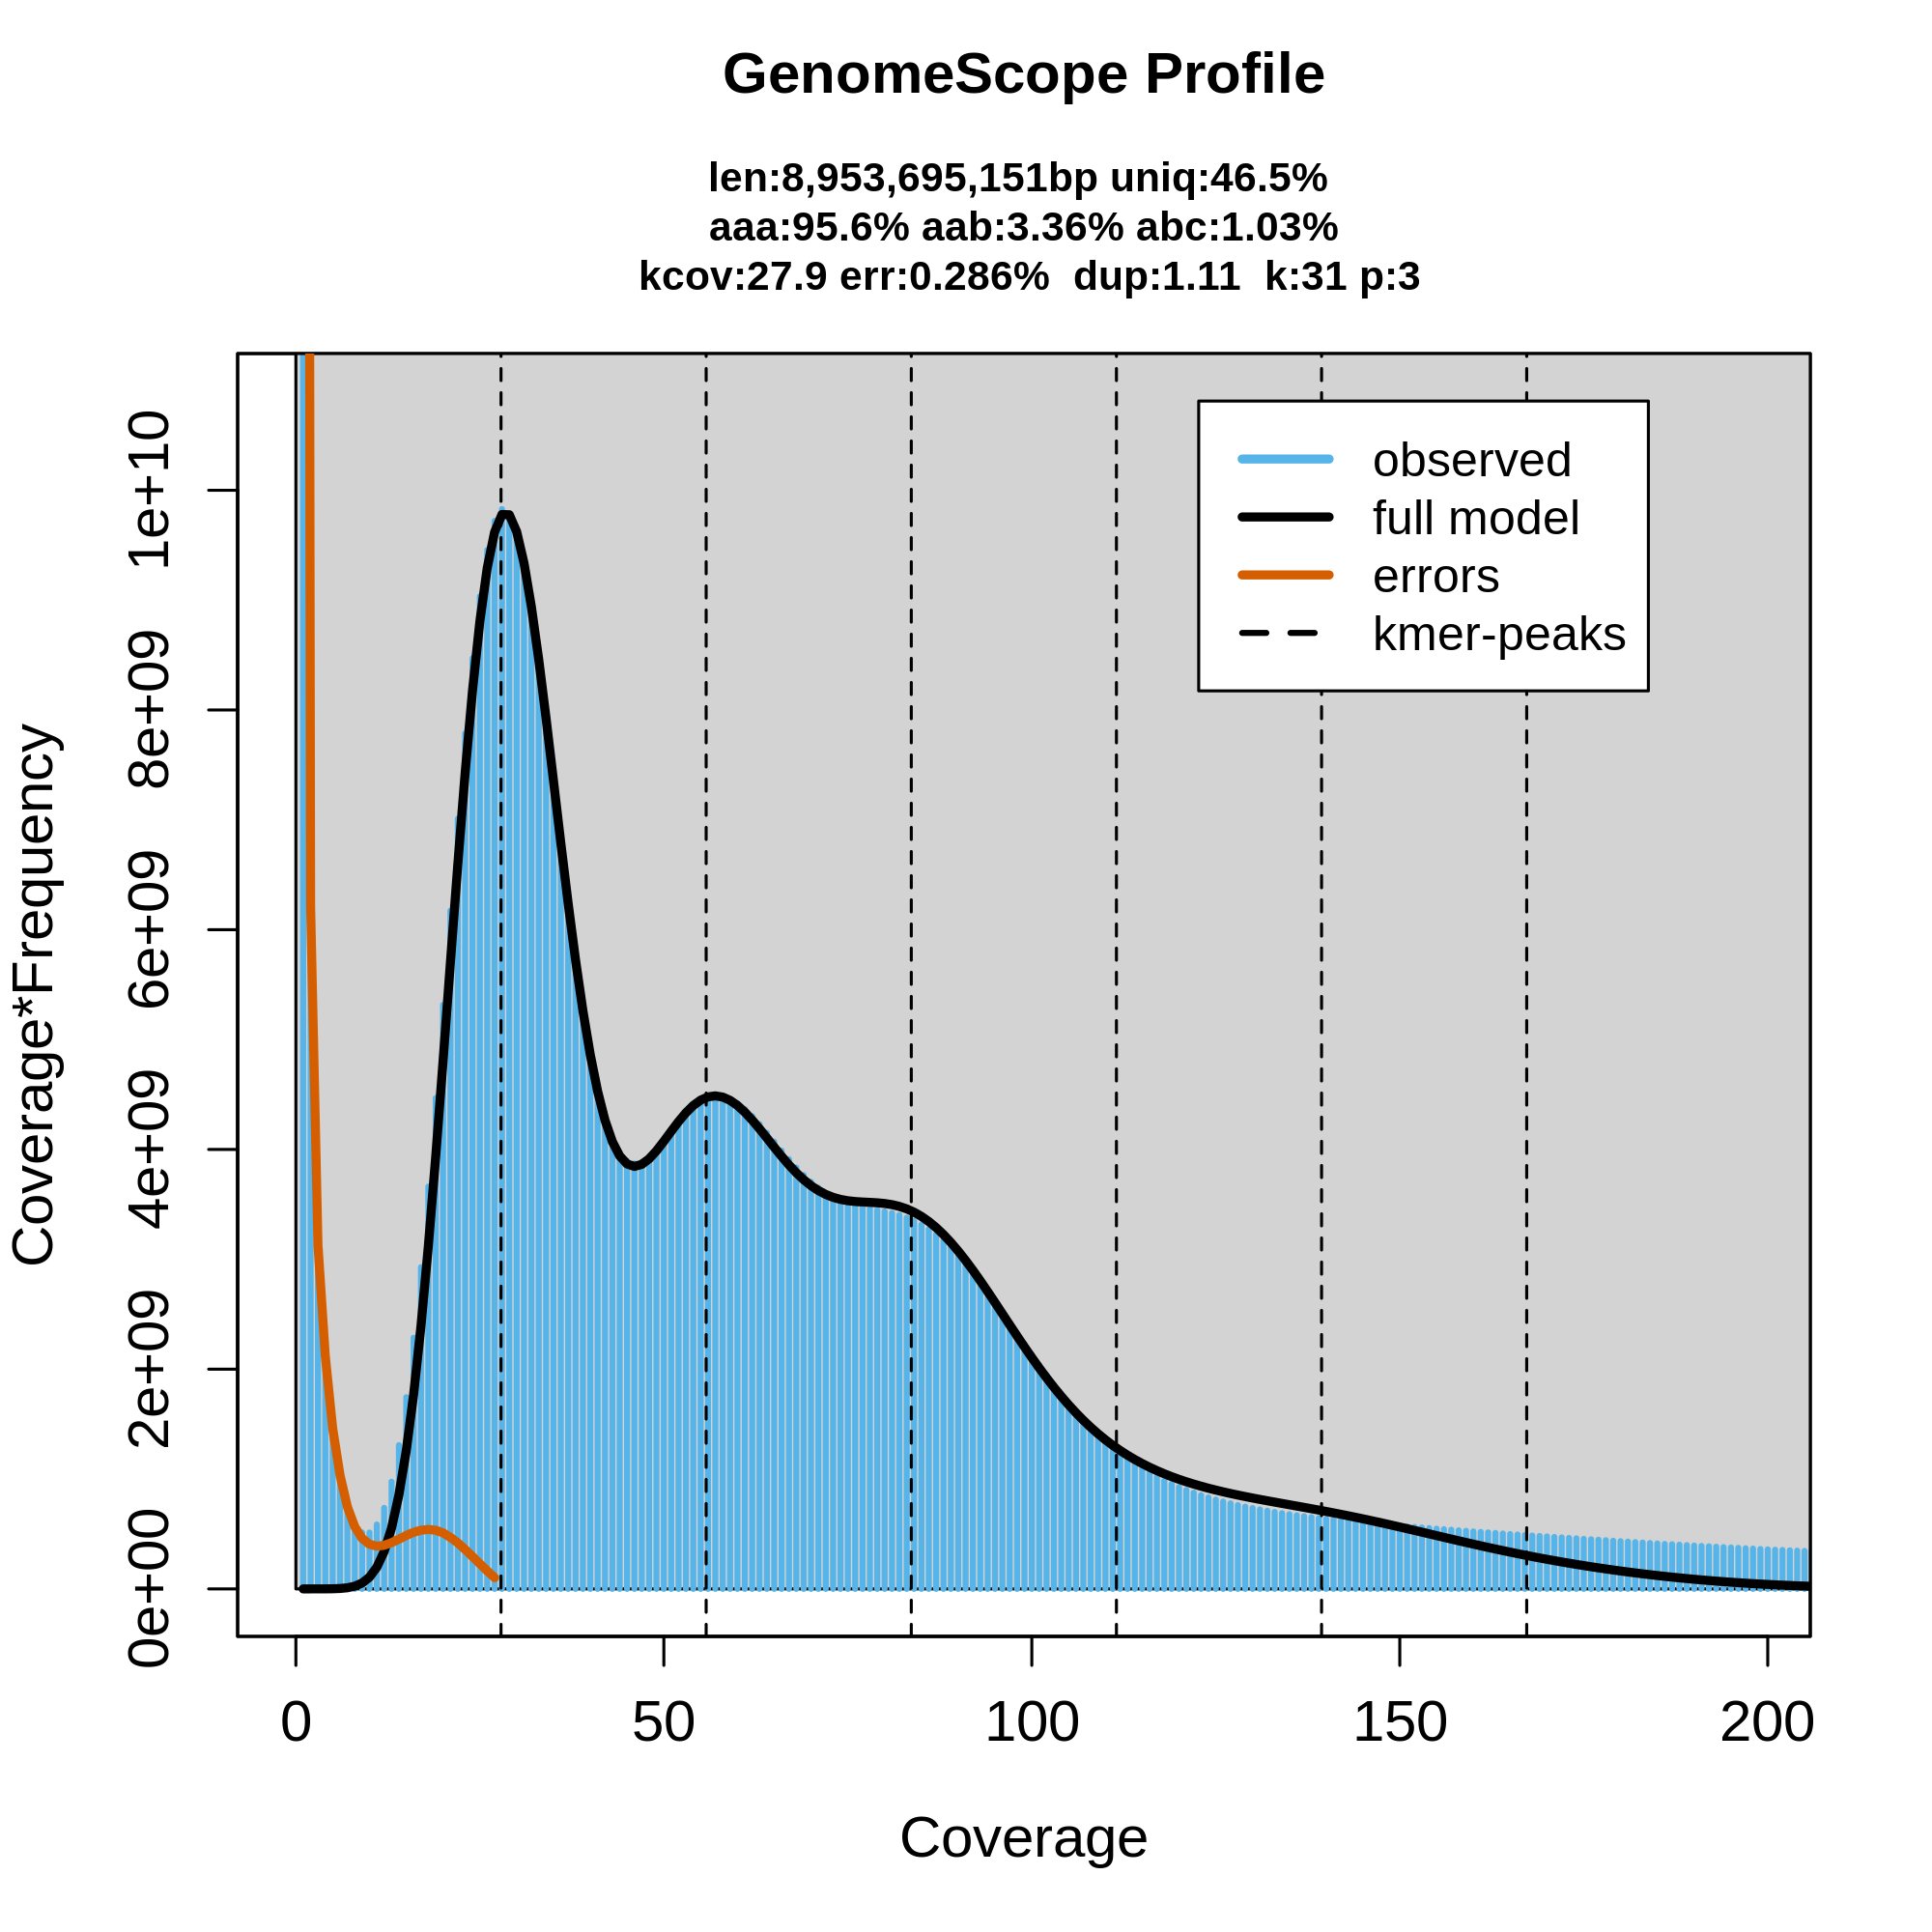 GenomeScope Profile
len:8,953,695,151bp uniq:46.5%
aaa:95.6% aab:3.36% abc:1.03%
kcov:27.9 err:0.286%  dup:1.11  k:31 p:3
observed
full model
errors
kmer-peaks
Coverage*Frequency
1e+10
8e+09
6e+09
4e+09
2e+09
0e+00
0 50 100 150 200
Coverage